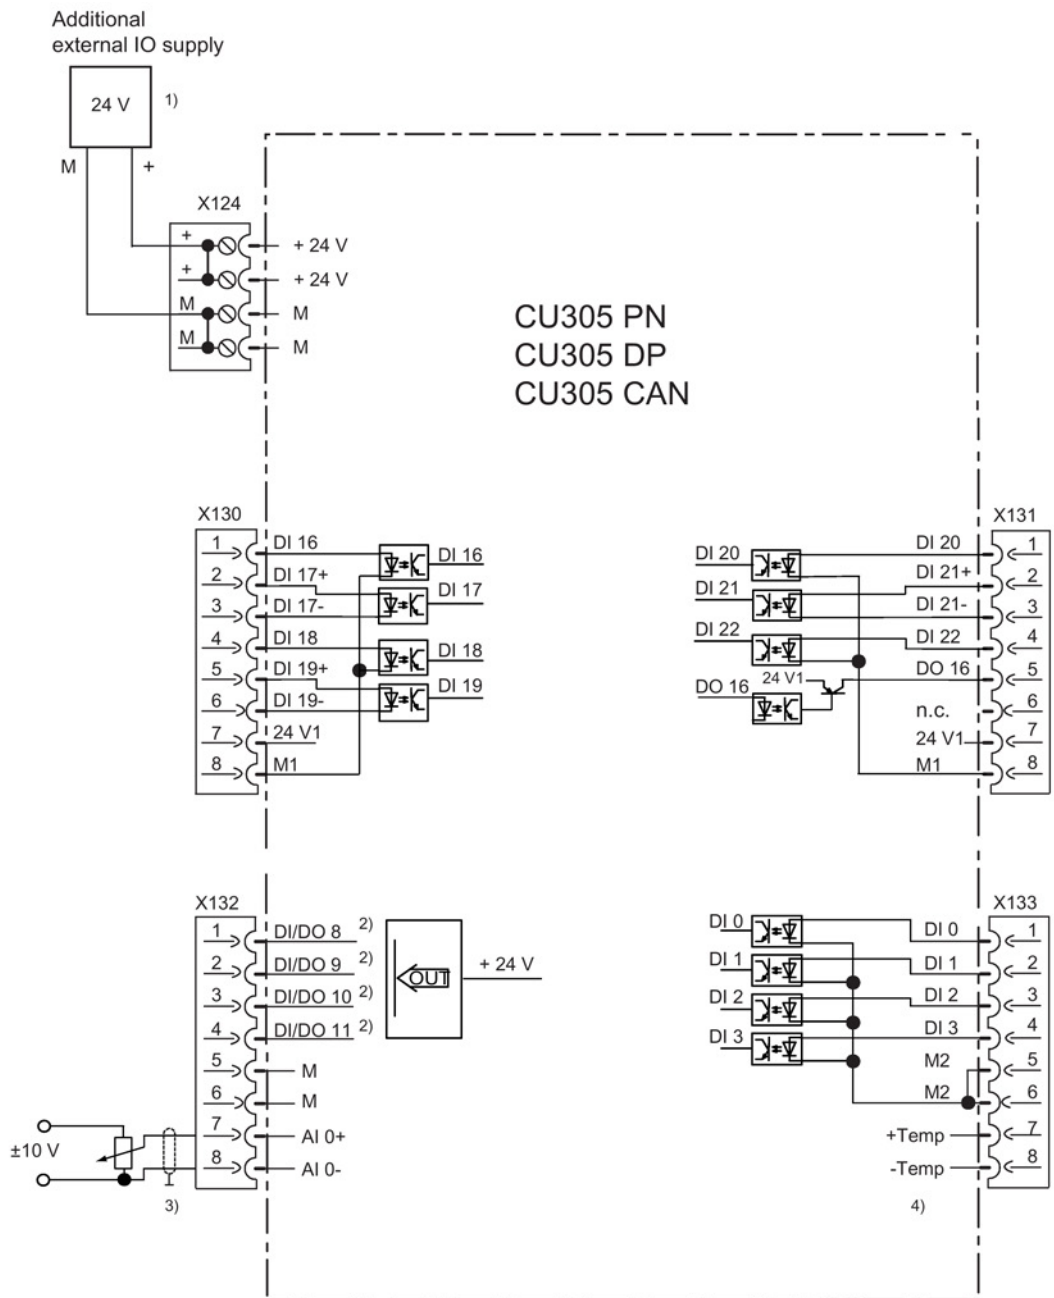 Additional
external IO supply
24 V 1)
M +
X124
+ + 24 V
+ + 24 V
M M
M M
CU305 PN
CU305 DP
CU305 CAN
X130
1 DI 16 DI 16
2 DI 17+ DI 17
3 DI 17-
4 DI 18 DI 18
5 DI 19+ DI 19
6 DI 19-
7 24 V1
8 M1
X131
DI 20 DI 20 1
DI 21 DI 21+ 2
DI 21- 3
DI 22 DI 22 4
24 V1 DO 16 5
DO 16 n.c. 6
24 V1 7
M1 8
X132
1 DI/DO 8 2)
2 DI/DO 9 2)
3 DI/DO 10 2)
4 DI/DO 11 2)
OUT + 24 V
5 M
6 M
±10 V 7 AI 0+
8 AI 0-
3)
X133
DI 0 DI 0 1
DI 1 DI 1 2
DI 2 DI 2 3
DI 3 DI 3 4
M2 5
M2 6
+Temp 7
-Temp 8
4)